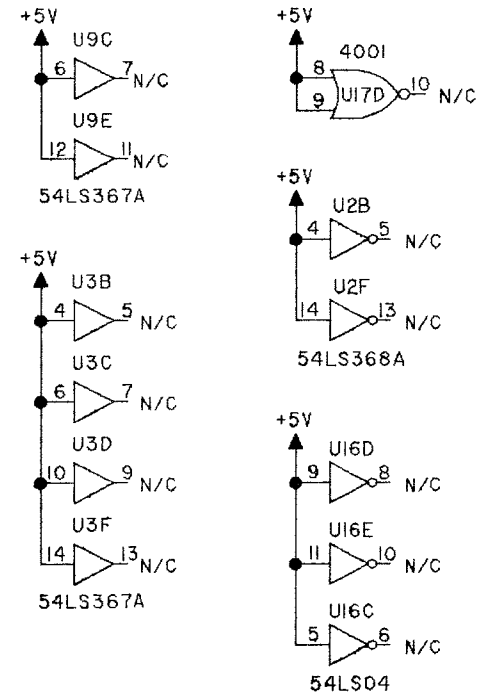 +5V
U9C
6 7 N/C
U9E
12 11 N/C
54LS367A
+5V
U3B
4 5 N/C
U3C
6 7 N/C
U3D
10 9 N/C
U3F
14 13 N/C
54LS367A
+5V
4001
8 U17D 10 N/C
9
+5V
U2B
4 5 N/C
U2F
14 13 N/C
54LS368A
+5V
U16D
9 8 N/C
U16E
11 10 N/C
U16C
5 6 N/C
54LS04